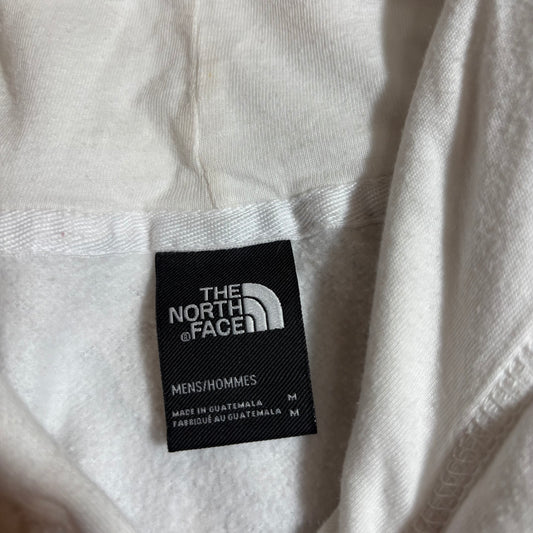 THE
NORTH
FACE
®
MENS/HOMMES
MADE IN GUATEMALA M
FABRIQUÉ AU GUATEMALA M